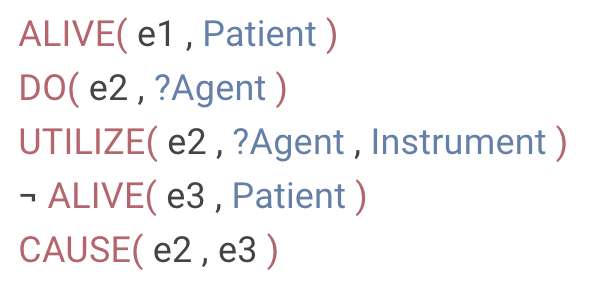 ALIVE( e1 , Patient )
DO( e2 , ?Agent )
UTILIZE( e2 , ?Agent , Instrument )
¬ ALIVE( e3 , Patient )
CAUSE( e2 , e3 )